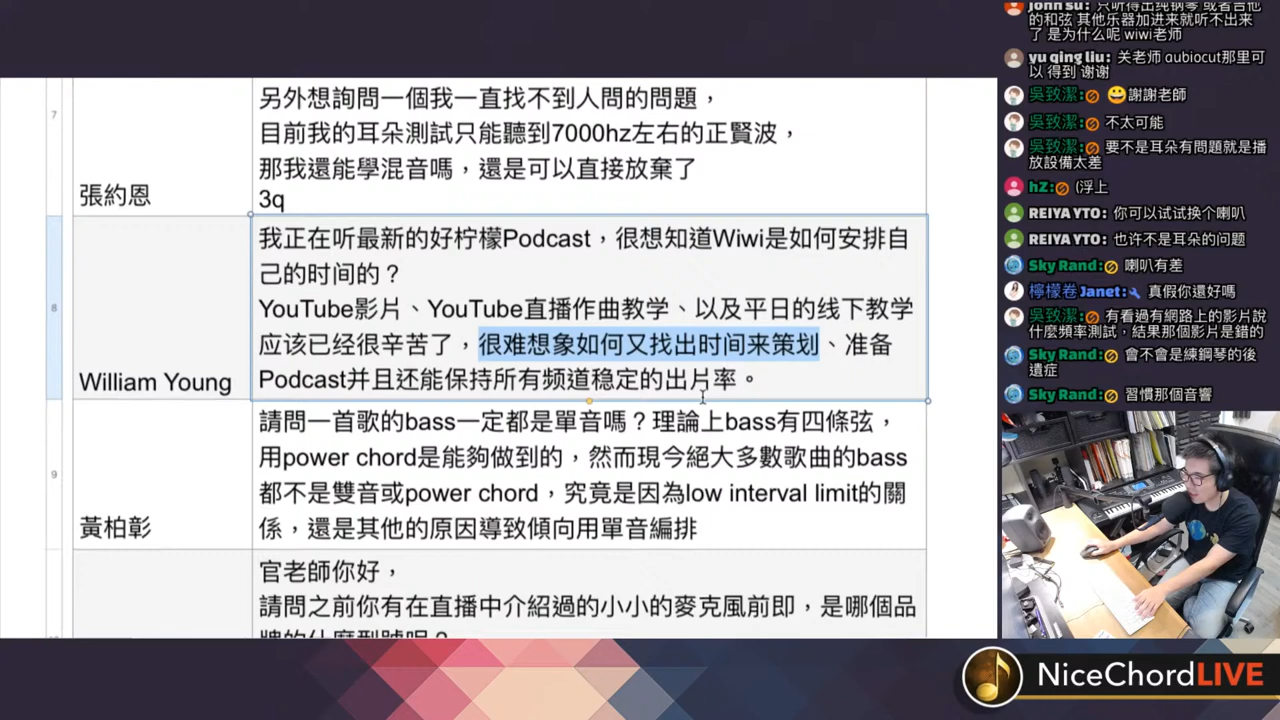 7
另外想詢問一個我一直找不到人問的問題，
目前我的耳朵測試只能聽到7000hz左右的正賢波，
那我還能學混音嗎，還是可以直接放棄了
3q
張約恩
8
我正在听最新的好柠檬Podcast，很想知道Wiwi是如何安排自
己的时间的？
YouTube影片、YouTube直播作曲教学、以及平日的线下教学
应该已经很辛苦了，很难想象如何又找出时间来策划、准备
Podcast并且还能保持所有频道稳定的出片率。
William Young
9
請問一首歌的bass一定都是單音嗎？理論上bass有四條弦，
用power chord是能夠做到的，然而現今絕大多數歌曲的bass
都不是雙音或power chord，究竟是因為low interval limit的關
係，還是其他的原因導致傾向用單音編排
黃柏彰
官老師你好，
請問之前你有在直播中介紹過的小小的麥克風前即，是哪個品
牌的什麼型號呢？
john su: 只听得出纯钢琴 或者吉他
的和弦 其他乐器加进来就听不出来
了 是为什么呢 wiwi老师
yu qing liu: 关老师 aubiocut那里可
以 得到 谢谢
吳致潔: 😀謝謝老師
吳致潔: 不太可能
吳致潔: 要不是耳朵有問題就是播
放設備太差
hZ: (浮上
REIYA YTO: 你可以试试换个喇叭
REIYA YTO: 也许不是耳朵的问题
Sky Rand: 喇叭有差
檸檬卷 Janet: 真假你還好嗎
吳致潔: 有看過有網路上的影片說
什麼頻率測試，結果那個影片是錯的
Sky Rand: 會不會是練鋼琴的後
遺症
Sky Rand: 習慣那個音響
NiceChordLIVE